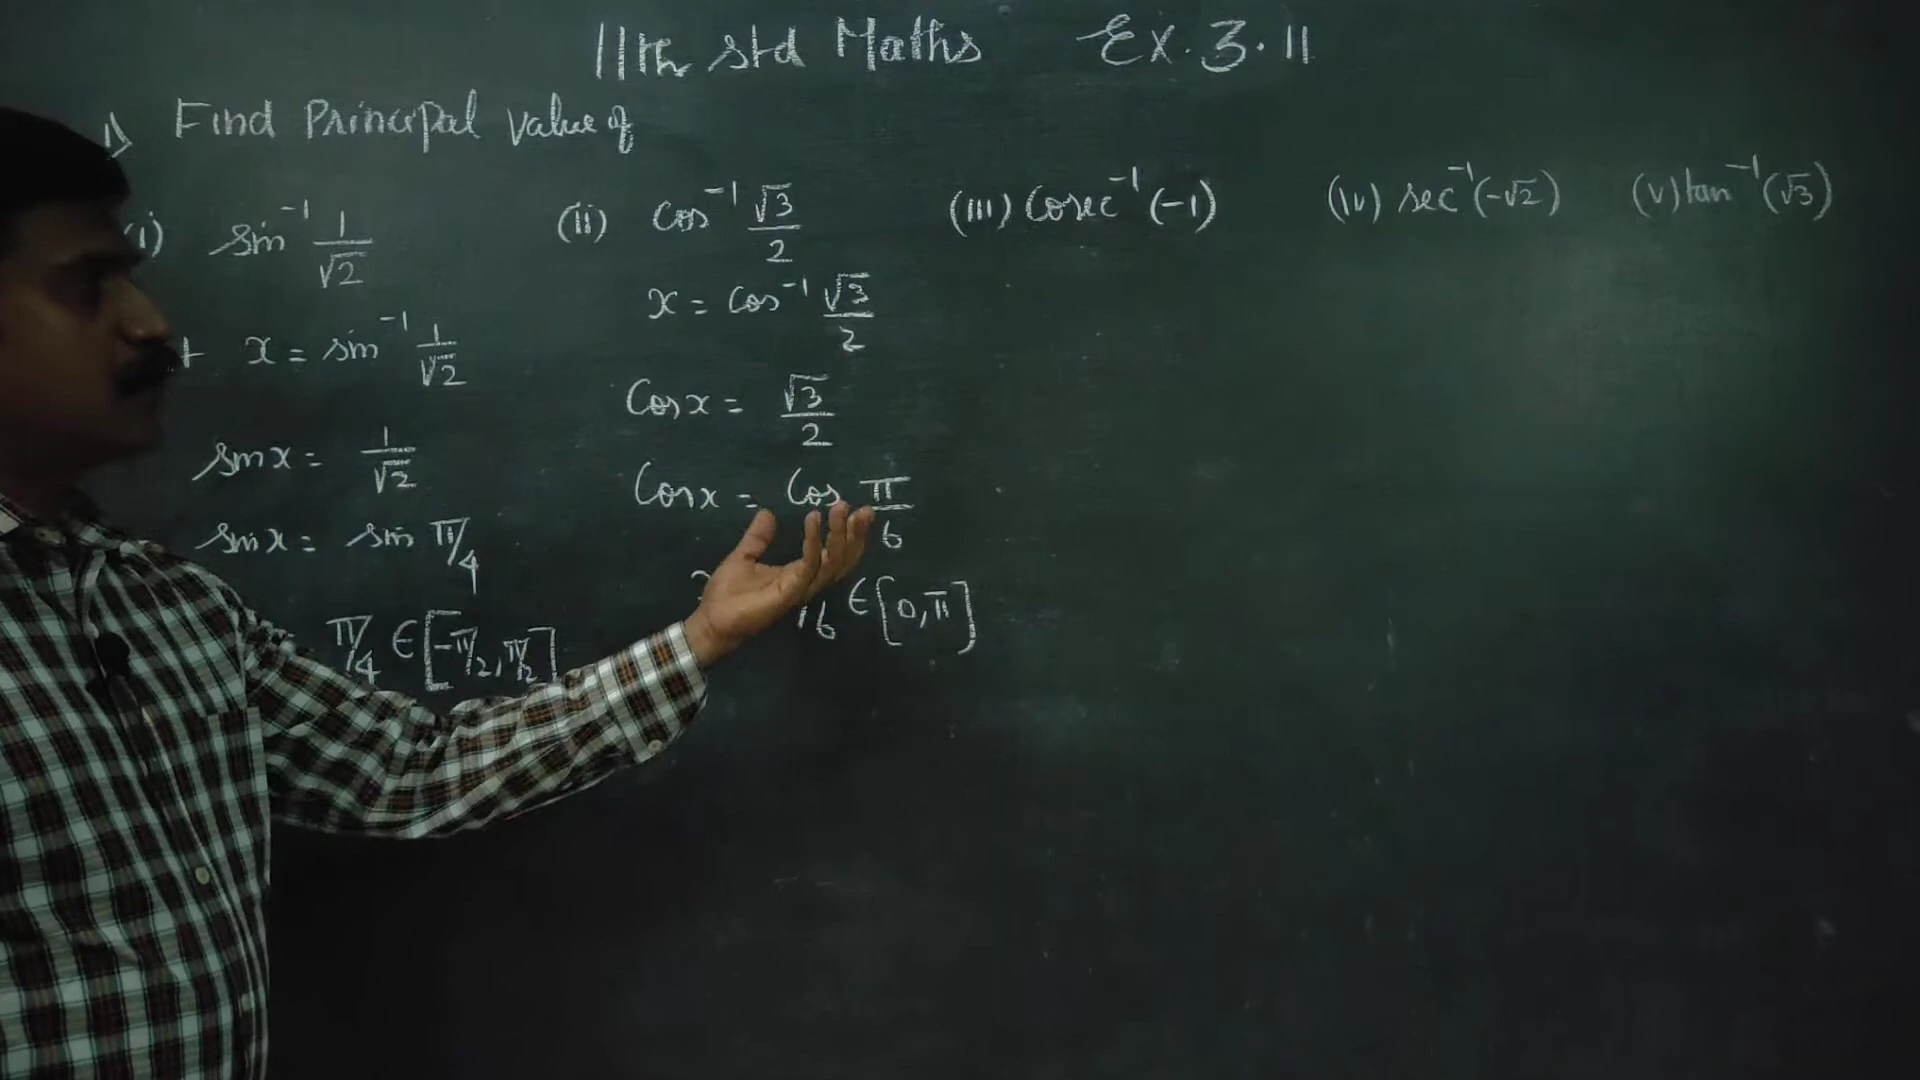 11th std Maths Ex. 3.11
1) Find Principal value of
(i) sin⁻¹ 1/√2 (ii) cos⁻¹ √3/2 (iii) Cosec⁻¹ (-1) (iv) sec⁻¹ (-√2) (v) tan⁻¹ (√3)
x = sin⁻¹ 1/√2
sin x = 1/√2
sin x = sin π/4
π/4 ∈ [-π/2, π/2]
x = cos⁻¹ √3/2
Cos x = √3/2
Cos x = Cos π/6
/6 ∈ [0, π]